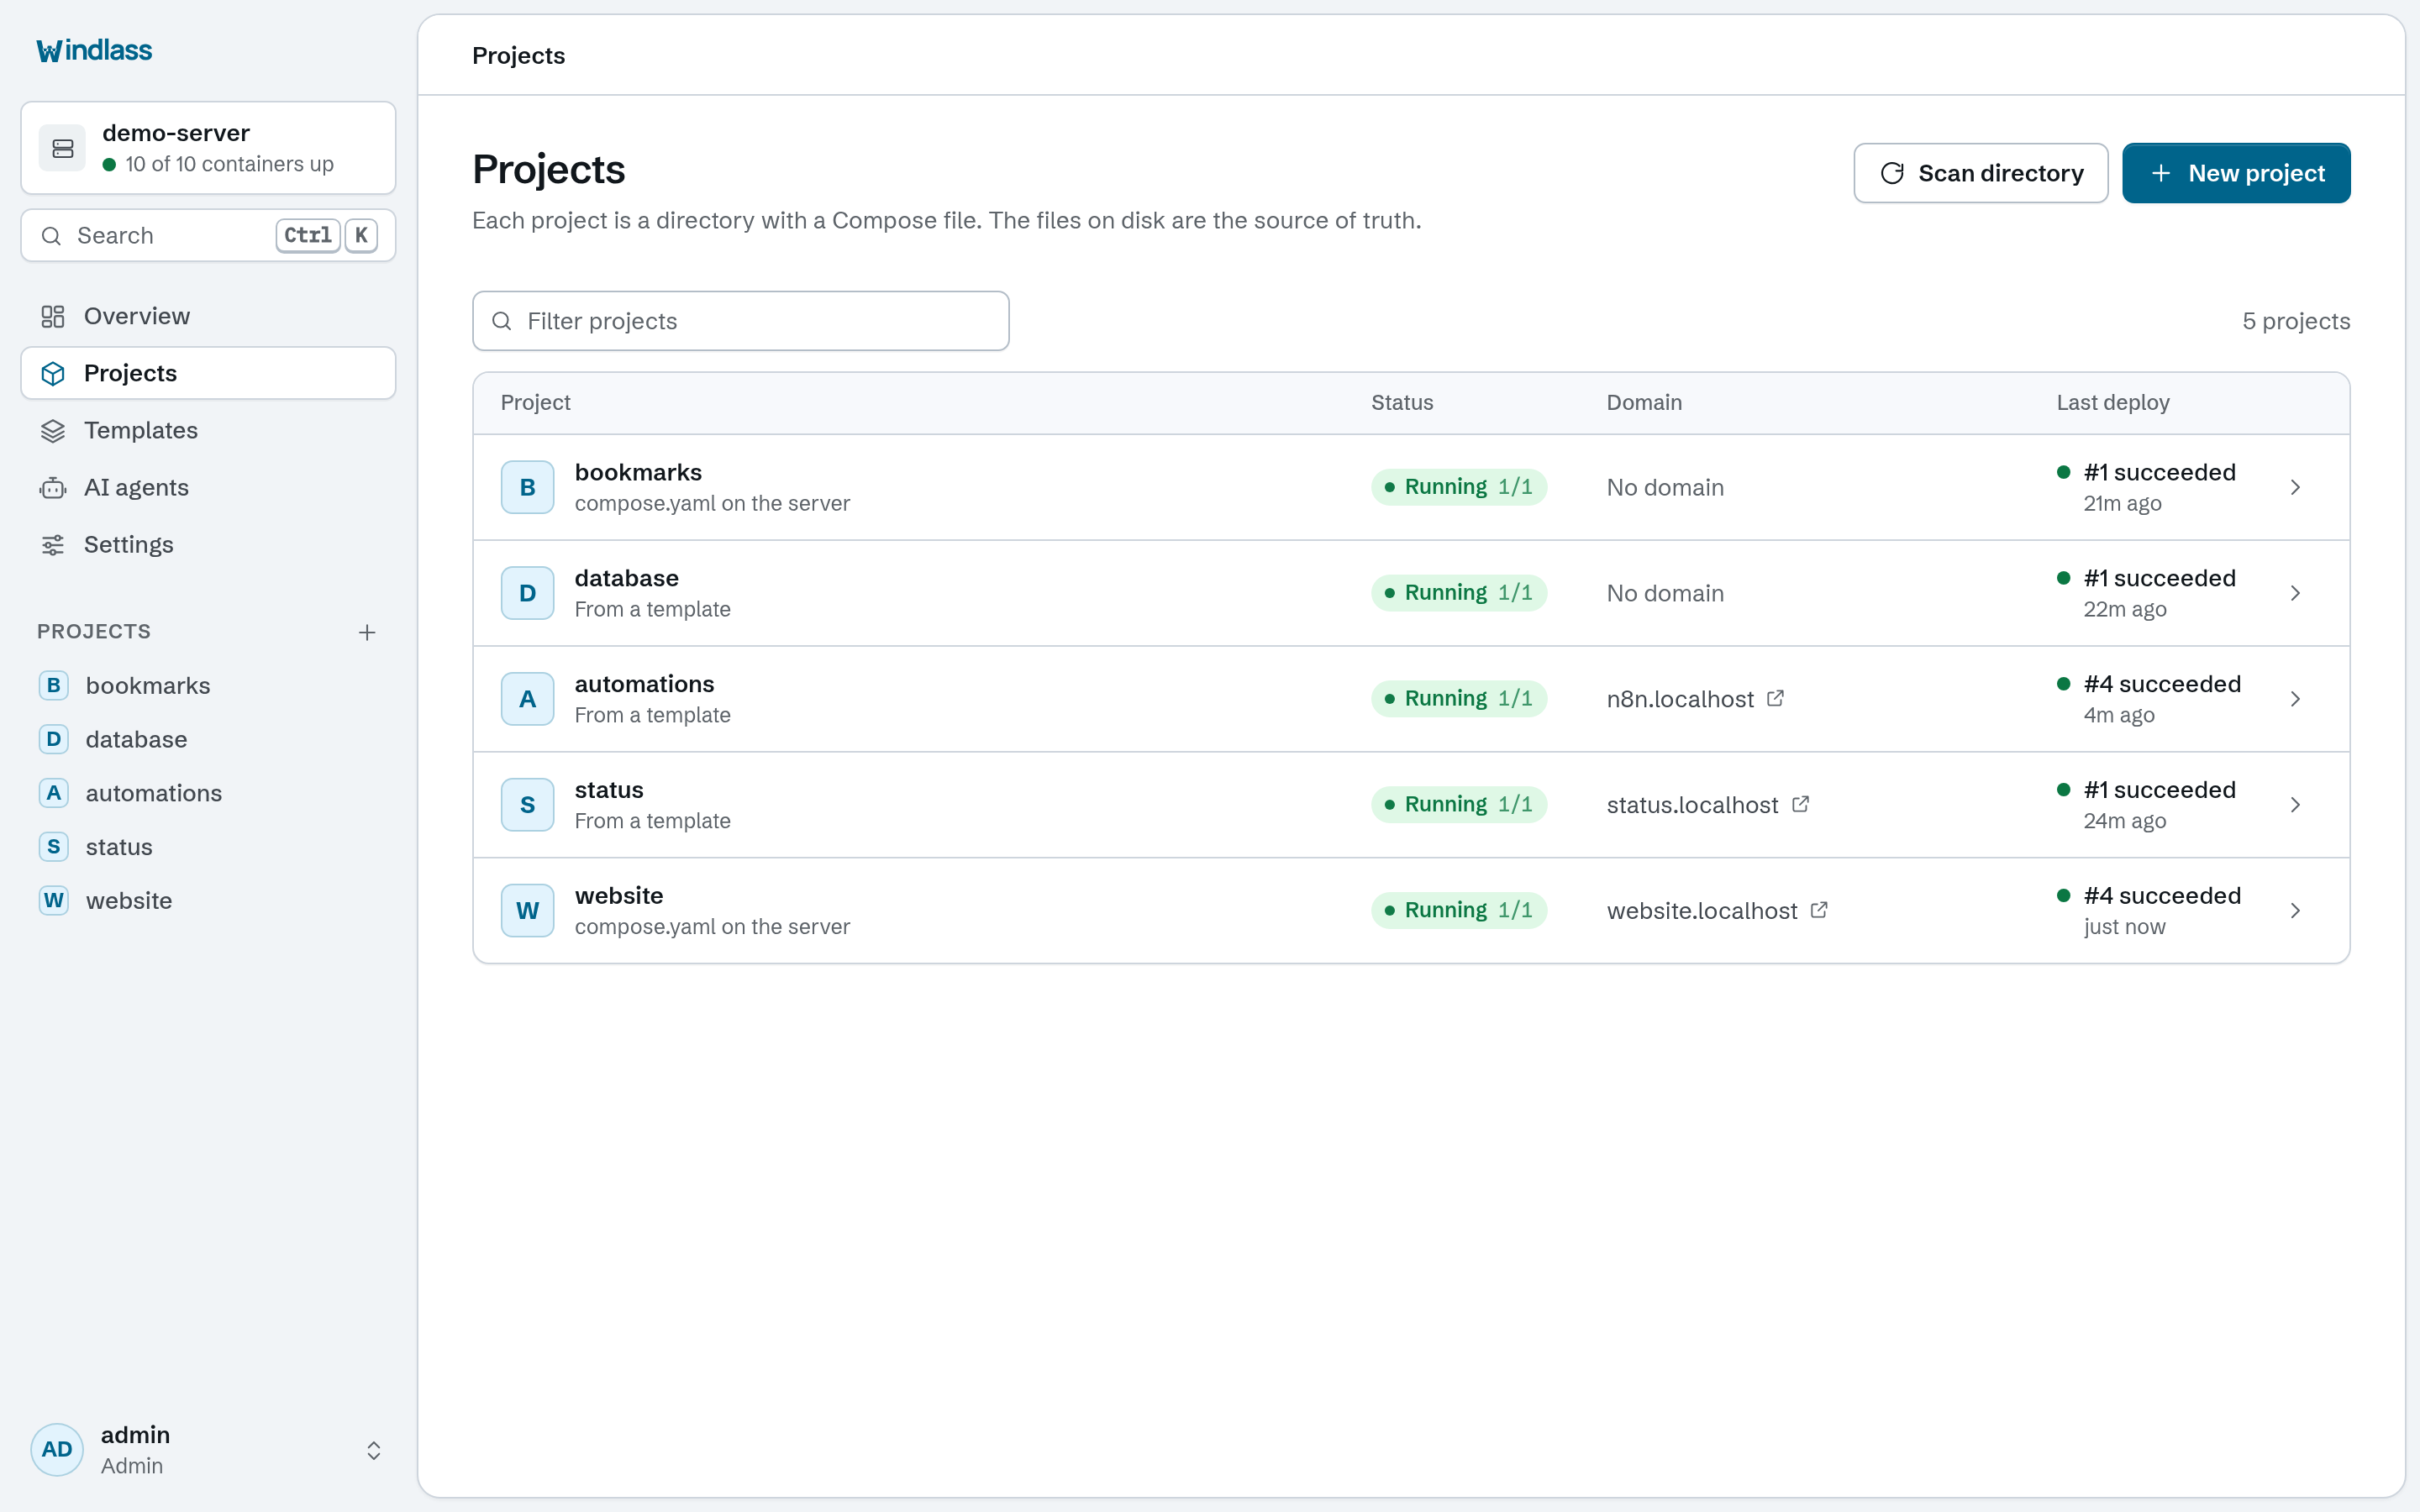 Windlass
demo-server
10 of 10 containers up
Search Ctrl K
Overview
Projects
Templates
AI agents
Settings
PROJECTS
B bookmarks
D database
A automations
S status
W website
AD
admin
Admin
Projects
Projects
Each project is a directory with a Compose file. The files on disk are the source of truth.
Scan directory
New project
Filter projects
5 projects
Project Status Domain Last deploy
B bookmarks Running 1/1 No domain #1 succeeded
compose.yaml on the server 21m ago
D database Running 1/1 No domain #1 succeeded
From a template 22m ago
A automations Running 1/1 n8n.localhost #4 succeeded
From a template 4m ago
S status Running 1/1 status.localhost #1 succeeded
From a template 24m ago
W website Running 1/1 website.localhost #4 succeeded
compose.yaml on the server just now